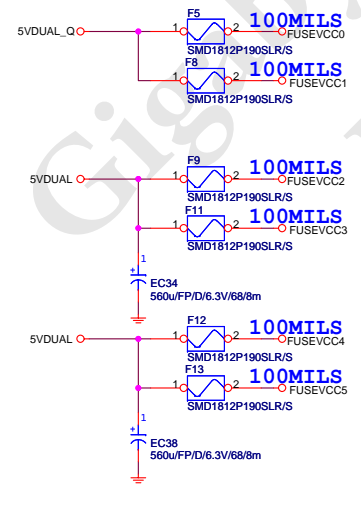 F5
100MILS
5VDUAL_Q 1 2 FUSEVCC0
SMD1812P190SLR/S
F8
100MILS
1 2 FUSEVCC1
SMD1812P190SLR/S
F9
100MILS
5VDUAL 1 2 FUSEVCC2
SMD1812P190SLR/S
F11
100MILS
1 2 FUSEVCC3
SMD1812P190SLR/S
1
+ EC34
560u/FP/D/6.3V/68/8m
F12
100MILS
5VDUAL 1 2 FUSEVCC4
SMD1812P190SLR/S
F13
100MILS
1 2 FUSEVCC5
SMD1812P190SLR/S
1
+ EC38
560u/FP/D/6.3V/68/8m